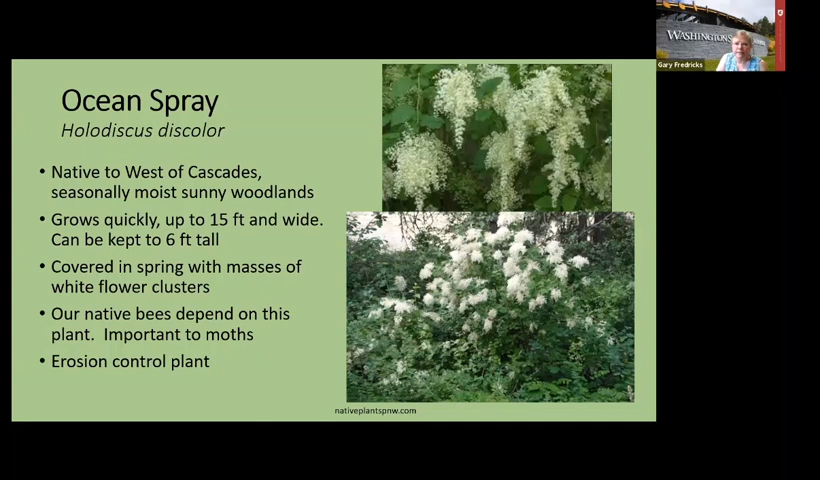 WASHINGTON
Gary Fredricks
Ocean Spray
Holodiscus discolor
• Native to West of Cascades,
seasonally moist sunny woodlands
• Grows quickly, up to 15 ft and wide.
Can be kept to 6 ft tall
• Covered in spring with masses of
white flower clusters
• Our native bees depend on this
plant.  Important to moths
• Erosion control plant
nativeplantspnw.com